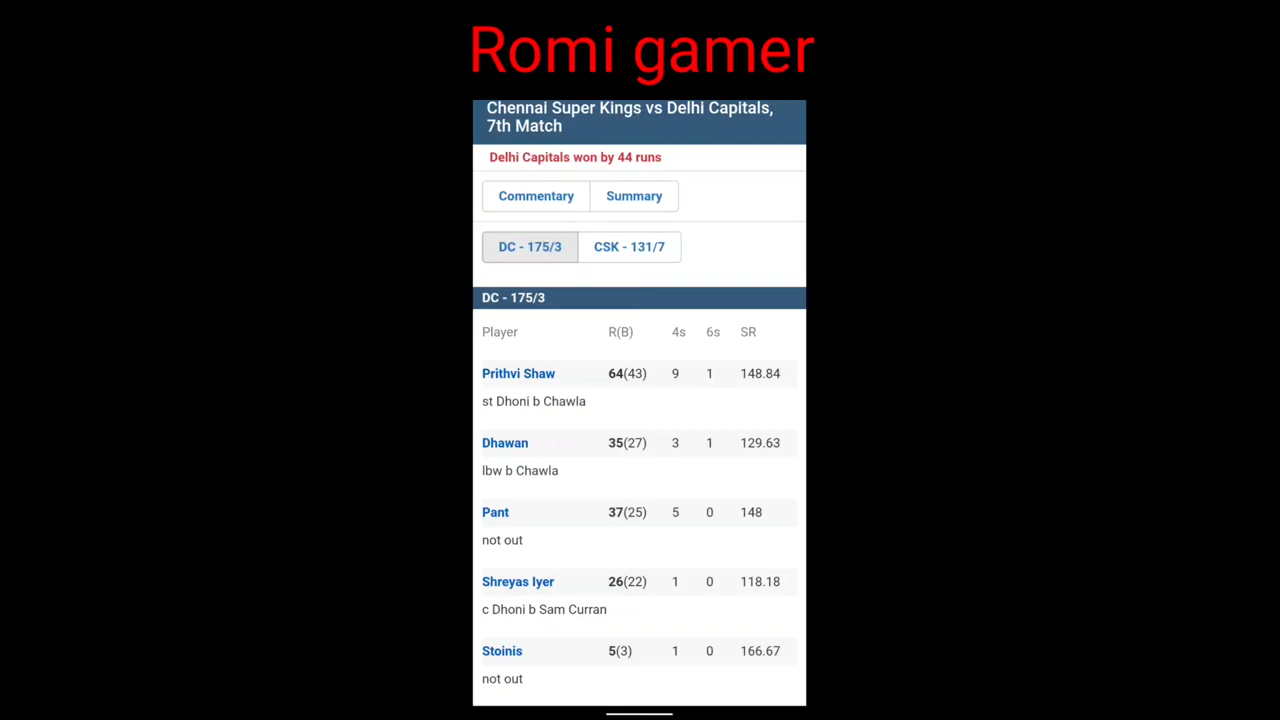 Romi gamer
Chennai Super Kings vs Delhi Capitals,
7th Match
Delhi Capitals won by 44 runs
Commentary Summary
DC - 175/3 CSK - 131/7
DC - 175/3
Player R(B) 4s 6s SR
Prithvi Shaw 64(43) 9 1 148.84
st Dhoni b Chawla
Dhawan 35(27) 3 1 129.63
lbw b Chawla
Pant 37(25) 5 0 148
not out
Shreyas Iyer 26(22) 1 0 118.18
c Dhoni b Sam Curran
Stoinis 5(3) 1 0 166.67
not out